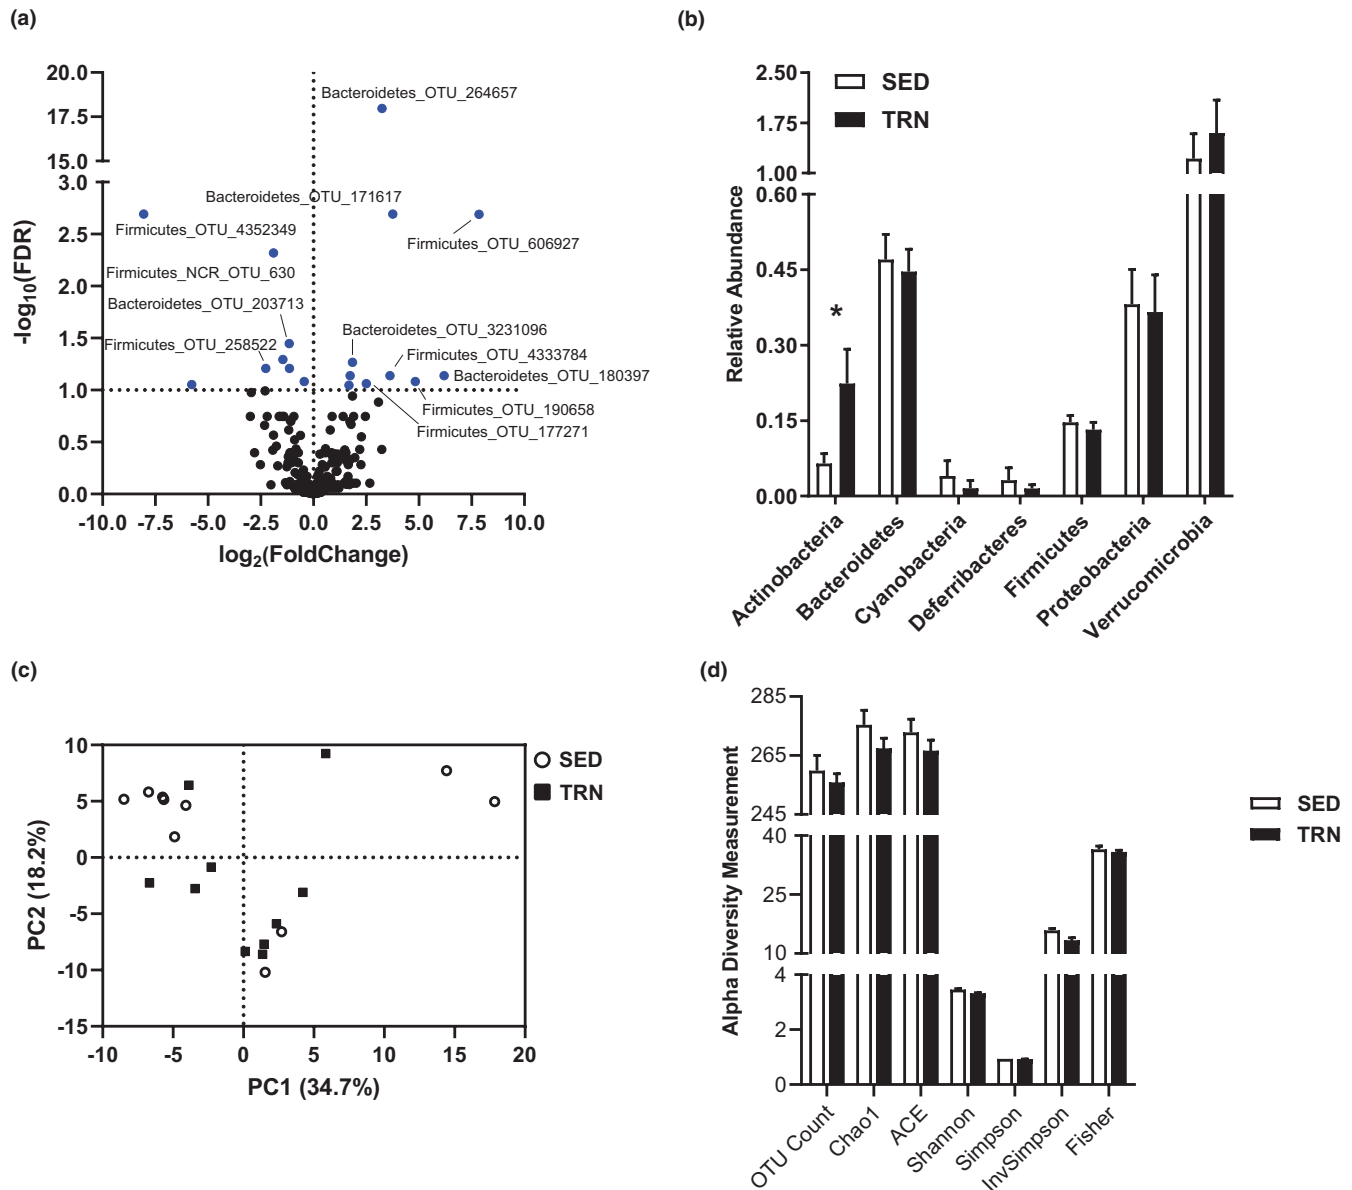 (a)
20.0
17.5
15.0
3.0
2.5
2.0
1.5
1.0
0.5
0.0
-log10(FDR)
Bacteroidetes_OTU_264657
Bacteroidetes_OTU_171617
Firmicutes_OTU_4352349
Firmicutes_OTU_606927
Firmicutes_NCR_OTU_630
Bacteroidetes_OTU_203713
Bacteroidetes_OTU_3231096
Firmicutes_OTU_258522
Firmicutes_OTU_4333784
Bacteroidetes_OTU_180397
Firmicutes_OTU_190658
Firmicutes_OTU_177271
-10.0 -7.5 -5.0 -2.5 0.0 2.5 5.0 7.5 10.0
log2(FoldChange)
(b)
2.50
1.75
1.00
0.60
0.45
0.30
0.15
0.00
Relative Abundance
SED
TRN
*
Actinobacteria
Bacteroidetes
Cyanobacteria
Deferribacteres
Firmicutes
Proteobacteria
Verrucomicrobia
(c)
10
5
0
-5
-10
-15
PC2 (18.2%)
SED
TRN
-10 -5 0 5 10 15 20
PC1 (34.7%)
(d)
285
265
245
40
25
10
4
2
0
Alpha Diversity Measurement
SED
TRN
OTU Count
Chao1
ACE
Shannon
Simpson
InvSimpson
Fisher